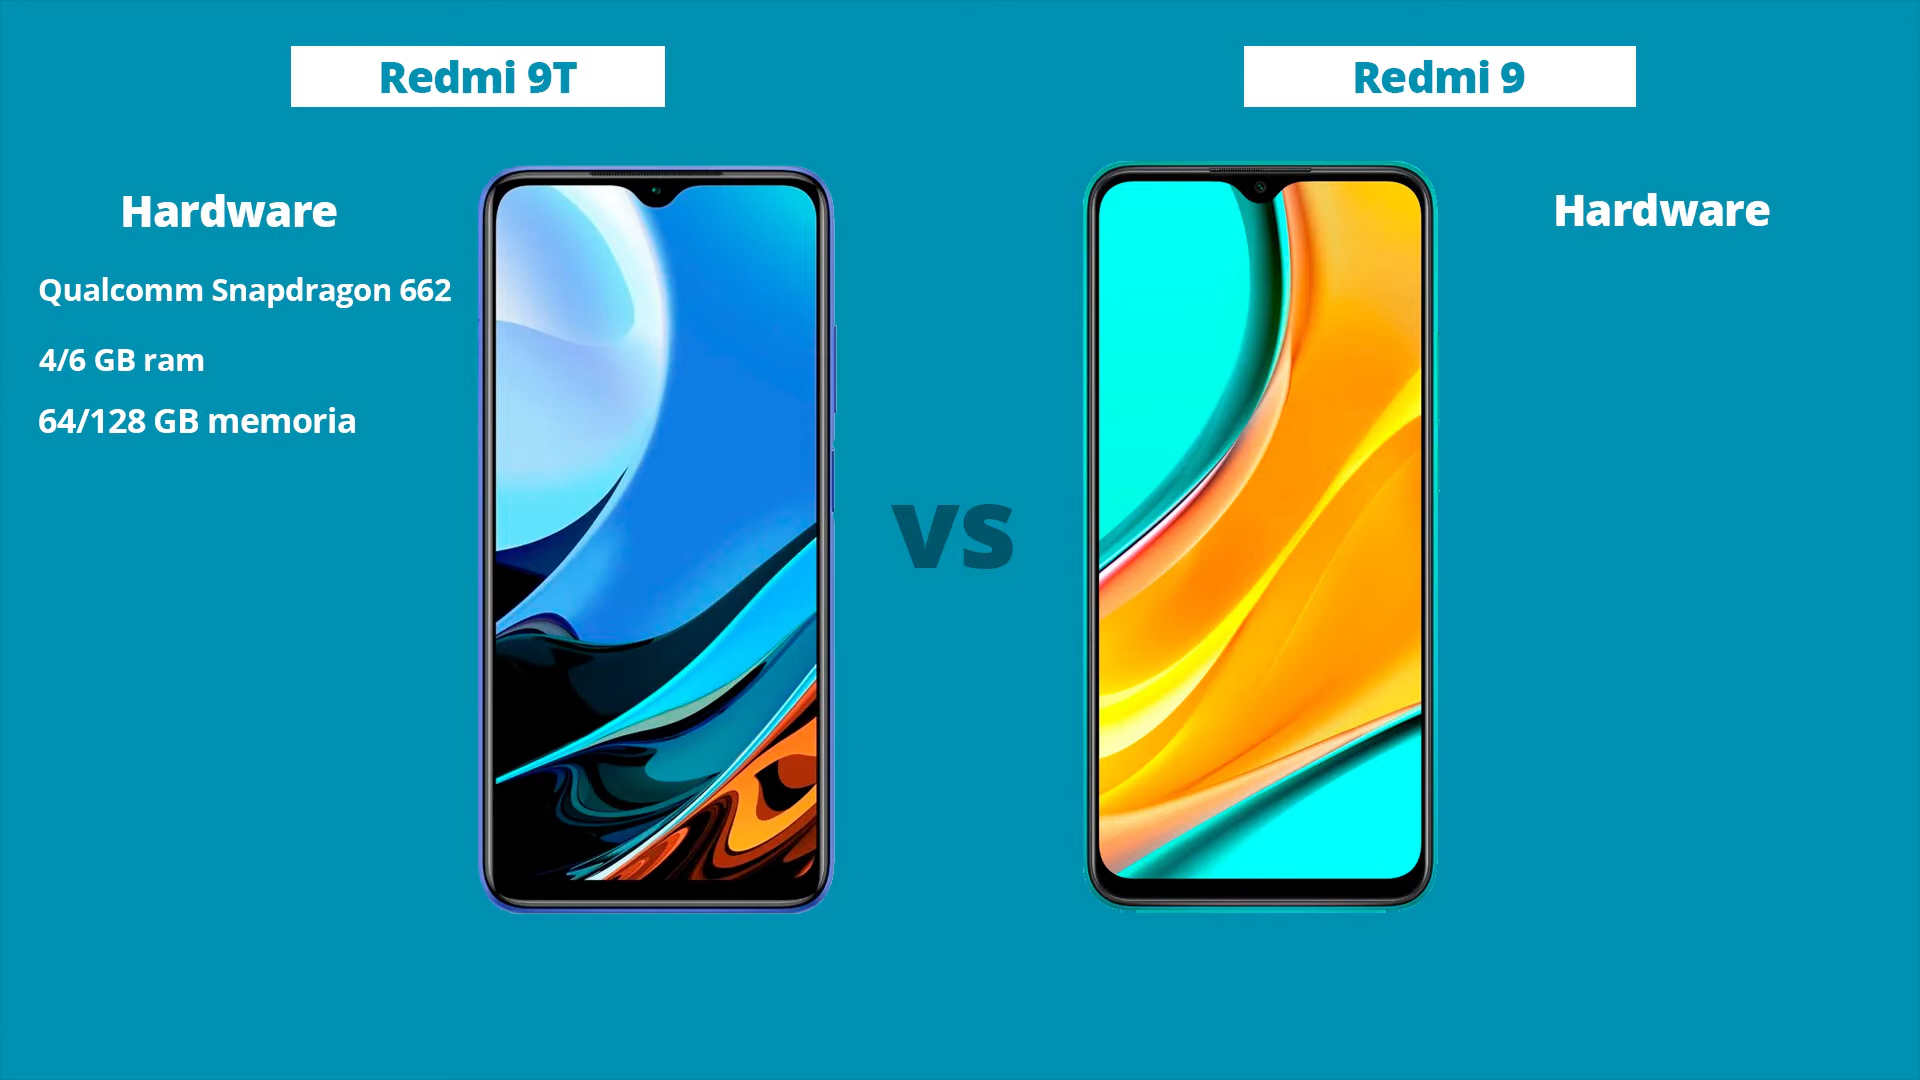 Redmi 9T
Redmi 9
Hardware
Qualcomm Snapdragon 662
4/6 GB ram
64/128 GB memoria
vs
Hardware